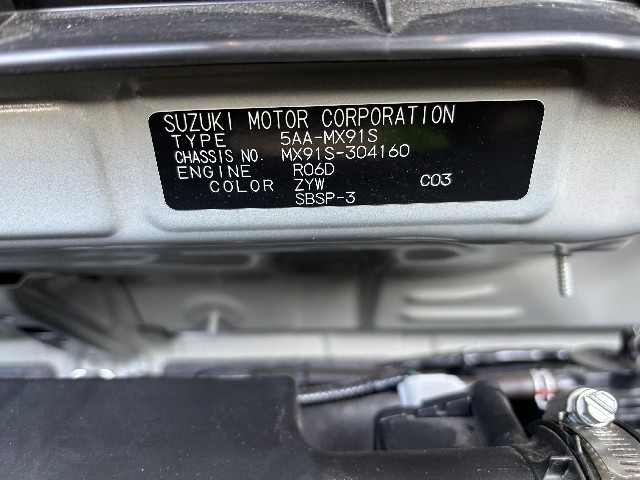 SUZUKI MOTOR CORPORATION
TYPE 5AA-MX91S
CHASSIS NO. MX91S-304160
ENGINE R06D
COLOR ZYW C03
SBSP-3